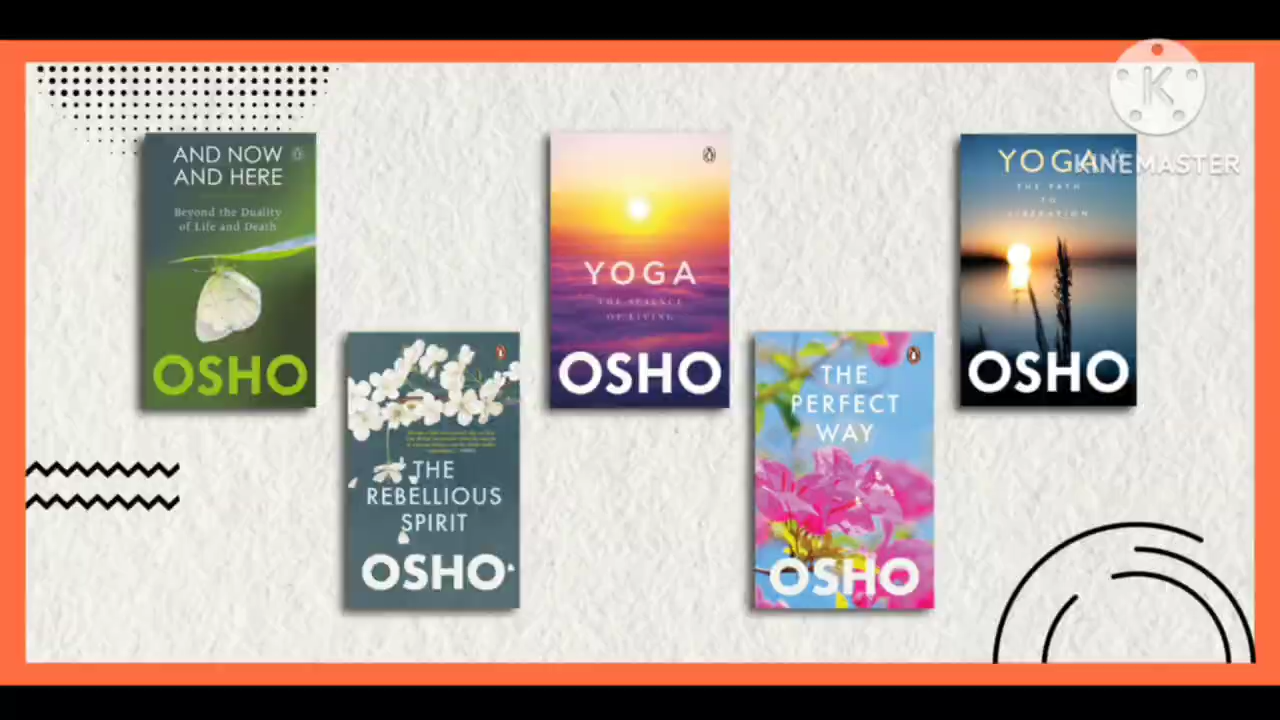 AND NOW
AND HERE
Beyond the Duality
of Life and Death
OSHO
THE
REBELLIOUS
SPIRIT
OSHO
YOGA
THE SCIENCE
OF LIVING
OSHO
THE
PERFECT
WAY
OSHO
YOGA
THE PATH
TO
LIBERATION
OSHO
K
KINEMASTER